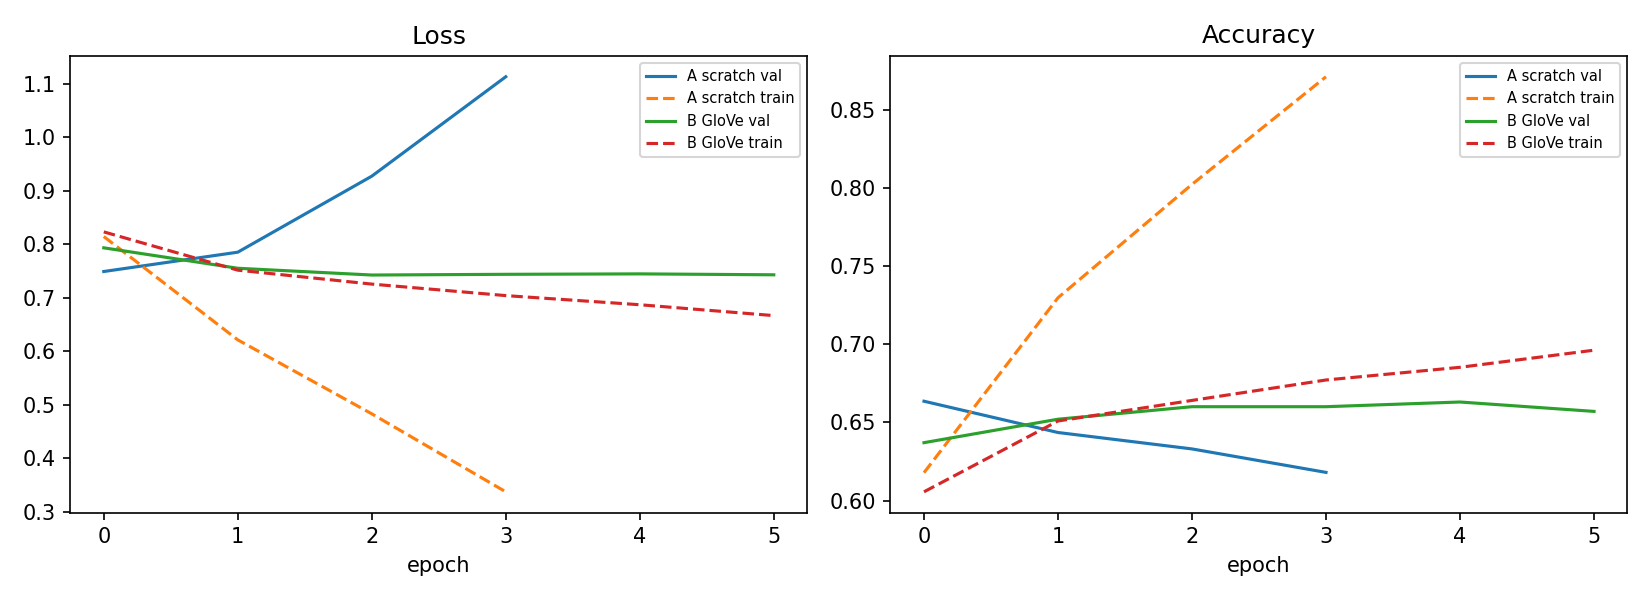 Loss
1.1
1.0
0.9
0.8
0.7
0.6
0.5
0.4
0.3
A scratch val
A scratch train
B GloVe val
B GloVe train
0 1 2 3 4 5
epoch
Accuracy
0.85
0.80
0.75
0.70
0.65
0.60
A scratch val
A scratch train
B GloVe val
B GloVe train
0 1 2 3 4 5
epoch